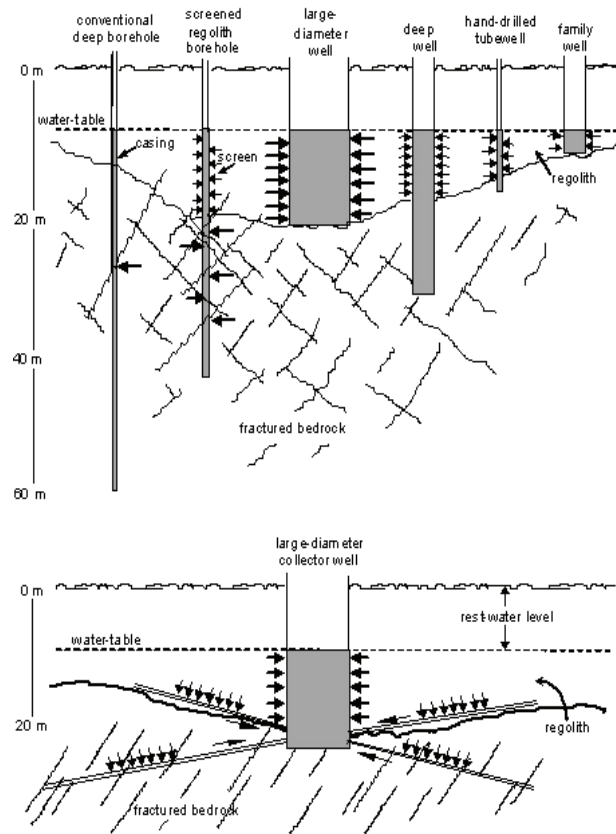 conventional
deep borehole
screened
regolith
borehole
large-
diameter
well
deep
well
hand-drilled
tubewell
family
well
0 m
water-table
casing
screen
regolith
20 m
40 m
fractured bedrock
60 m
large-diameter
collector well
0 m
rest-water level
water-table
20 m
regolith
fractured bedrock